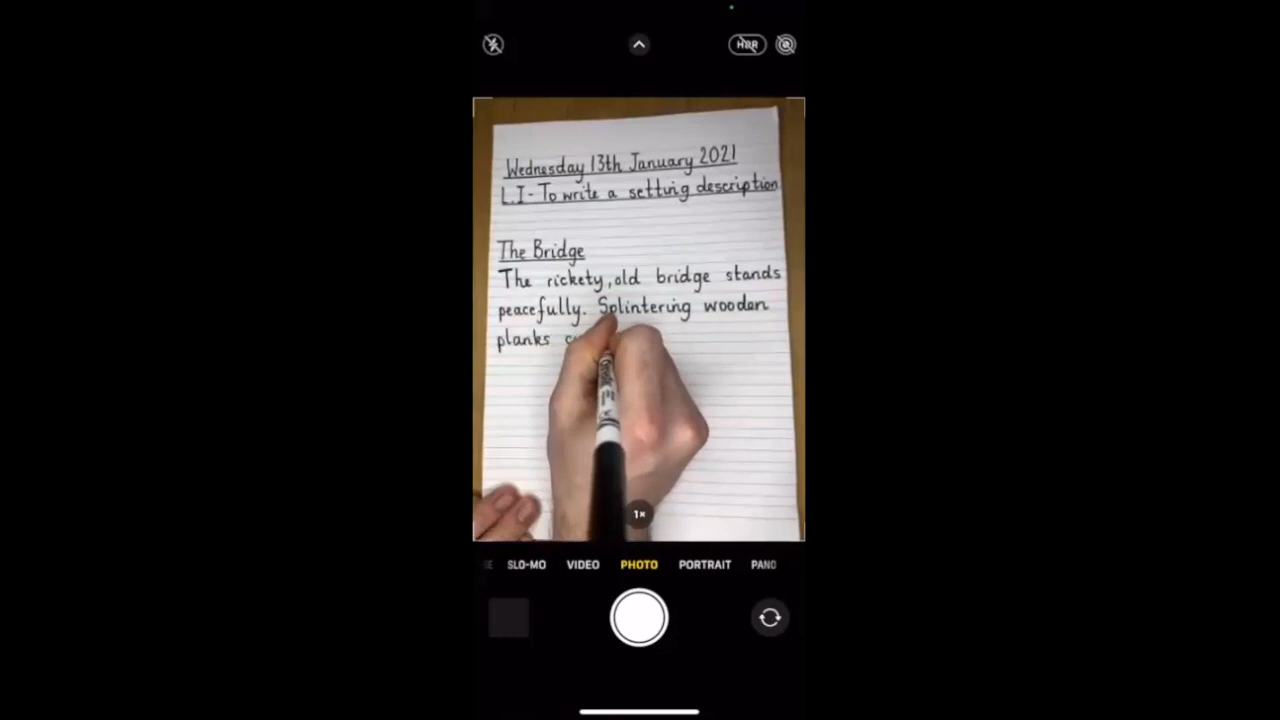 HDR
Wednesday 13th January 2021
L.I- To write a setting description
The Bridge
The rickety, old bridge stands
peacefully. Splintering wooden
planks
1×
SLO-MO VIDEO PHOTO PORTRAIT PANO